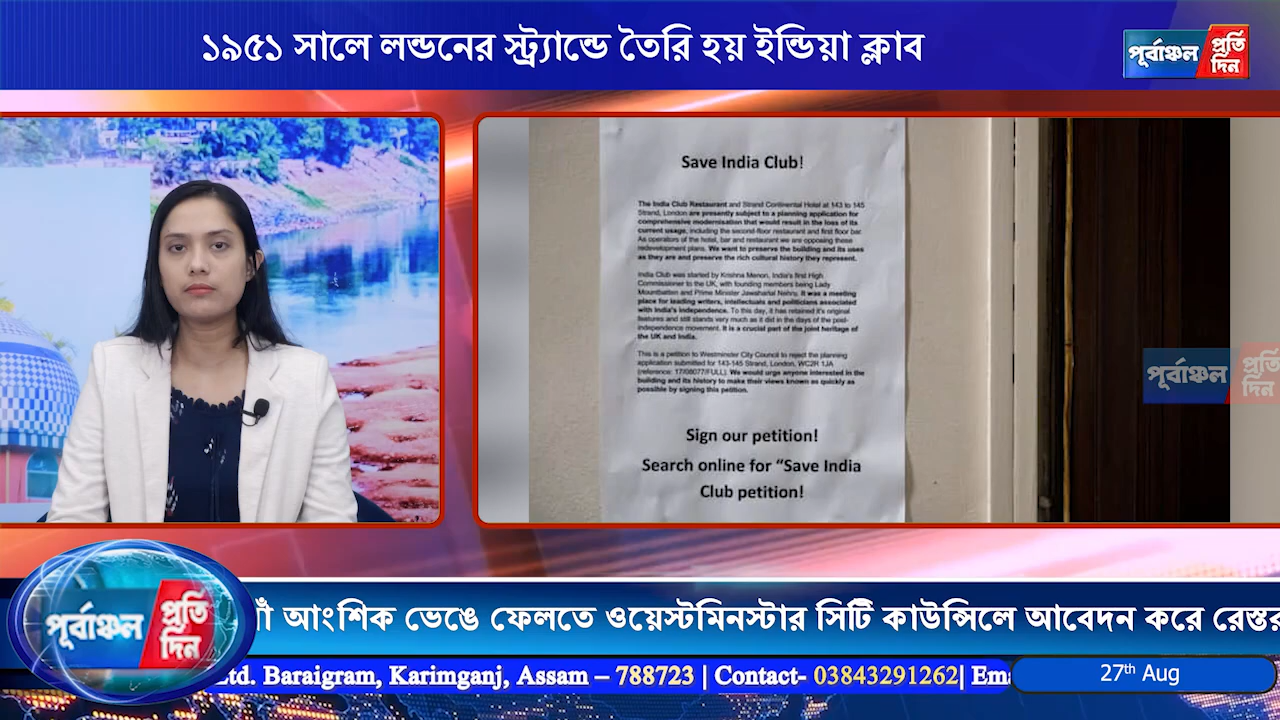 ১৯৫১ সালে লন্ডনের স্ট্র্যান্ডে তৈরি হয় ইন্ডিয়া ক্লাব
পূর্বাঞ্চল
প্রতি
দিন
Save India Club!
The India Club Restaurant and Strand Continental Hotel at 143 to 145
Strand, London are presently subject to a planning application for
comprehensive modernisation that would result in the loss of its
current usage, including the second-floor restaurant and first floor bar.
As operators of the hotel, bar and restaurant we are opposing these
redevelopment plans. We want to preserve the building and its uses
as they are and preserve the rich cultural history they represent.
India Club was started by Krishna Menon, India's first High
Commissioner to the UK, with founding members being Lady
Mountbatten and Prime Minister Jawaharlal Nehru. It was a meeting
place for leading writers, intellectuals and politicians associated
with India's independence. To this day, it has retained it's original
features and still stands very much as it did in the days of the post-
independence movement. It is a crucial part of the joint heritage of
the UK and India.
This is a petition to Westminster City Council to reject the planning
application submitted for 143-145 Strand, London, WC2R 1JA
(reference: 17/08077/FULL). We would urge anyone interested in the
building and its history to make their views known as quickly as
possible by signing this petition.
Sign our petition!
Search online for “Save India
Club petition!
পূর্বাঞ্চল
প্রতি
দিন
পূর্বাঞ্চল
প্রতি
দিন
আংশিক ভেঙে ফেলতে ওয়েস্টমিনস্টার সিটি কাউন্সিলে আবেদন করে
Ltd. Baraigram, Karimganj, Assam – 788723 | Contact- 03843291262|
27th Aug